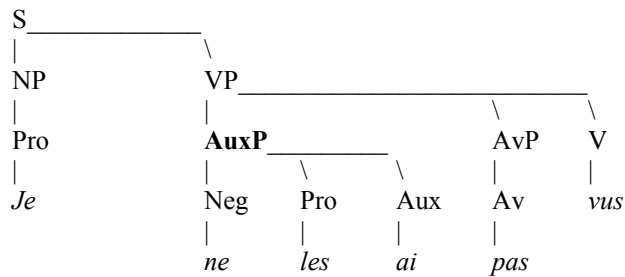 S
NP VP
Pro AuxP AvP V
Je Neg Pro Aux Av vus
ne les ai pas